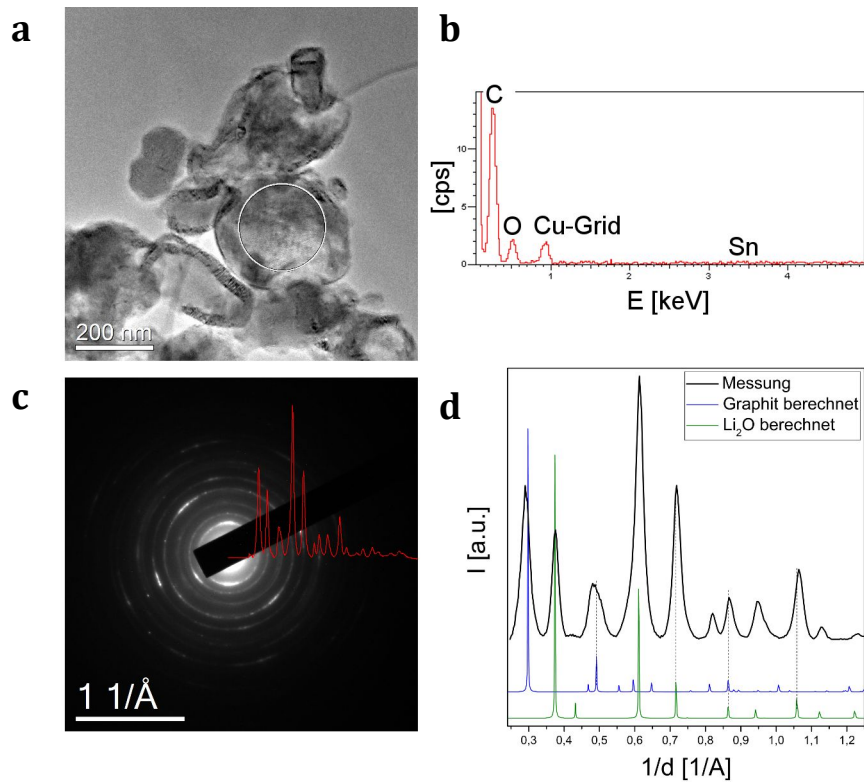 a
200 nm
b
C
O
Cu-Grid
Sn
[cps]
10
5
0
1
2
3
4
E [keV]
c
1 1/Å
d
Messung
Graphit berechnet
Li₂O berechnet
I [a.u.]
0,3 0,4 0,5 0,6 0,7 0,8 0,9 1,0 1,1 1,2
1/d [1/A]